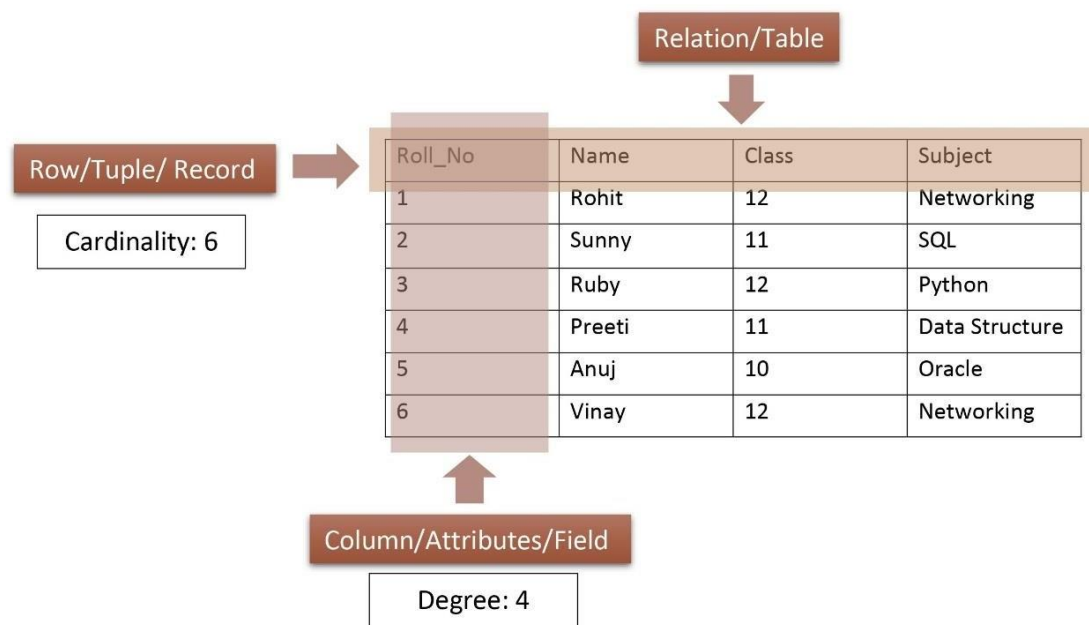 Relation/Table
Row/Tuple/ Record
Cardinality: 6
Roll_No Name Class Subject
1 Rohit 12 Networking
2 Sunny 11 SQL
3 Ruby 12 Python
4 Preeti 11 Data Structure
5 Anuj 10 Oracle
6 Vinay 12 Networking
Column/Attributes/Field
Degree: 4